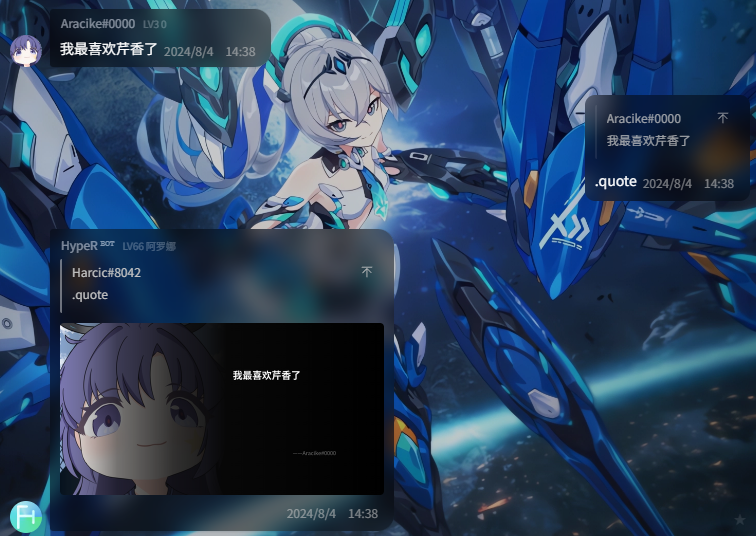 Aracike#0000 LV30
我最喜欢芹香了 2024/8/4 14:38
Aracike#0000
我最喜欢芹香了
.quote 2024/8/4 14:38
HypeR BOT LV66 阿罗娜
Harcic#8042
.quote
我最喜欢芹香了
——Aracike#0000
2024/8/4 14:38